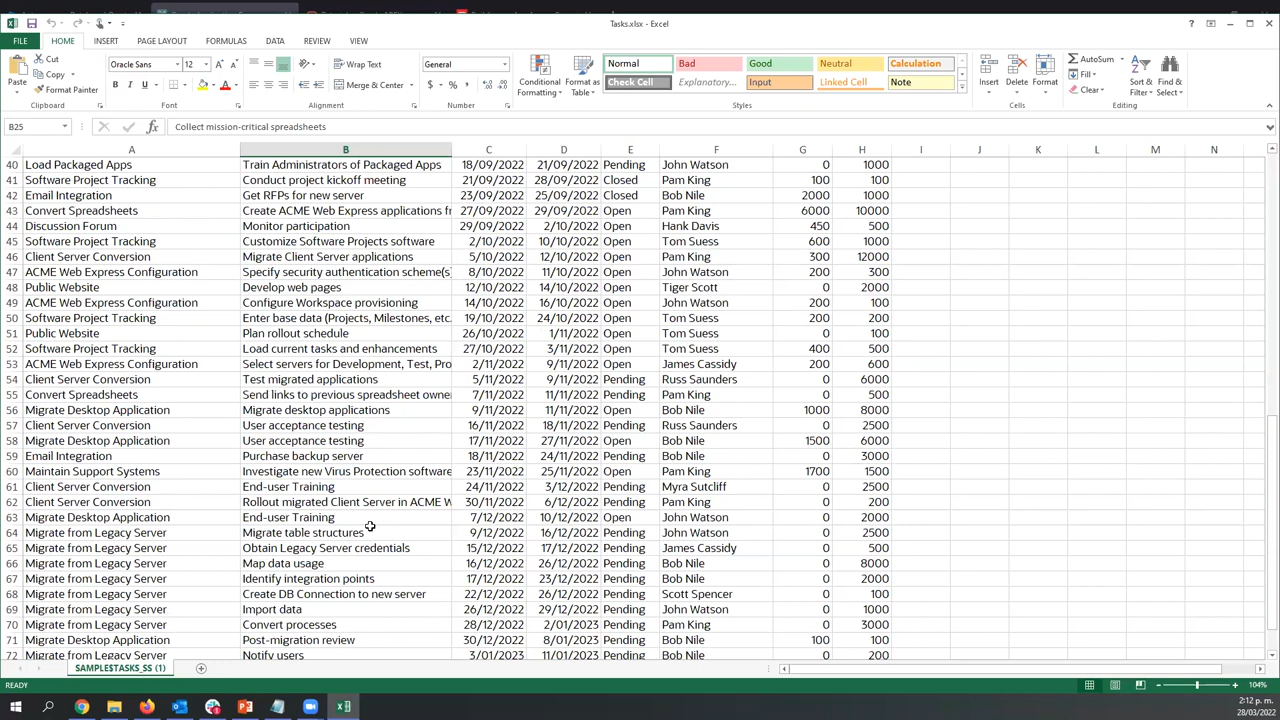 Tasks.xlsx - Excel
FILE HOME INSERT PAGE LAYOUT FORMULAS DATA REVIEW VIEW
Cut
Copy
Format Painter
Paste
Clipboard
Oracle Sans 12
B I U
Font
Wrap Text
Merge & Center
Alignment
General
$ %
Number
Conditional Formatting
Format as Table
Normal Bad Good Neutral Calculation
Check Cell Explanatory... Input Linked Cell Note
Styles
Insert Delete Format
Cells
AutoSum
Fill
Clear
Sort & Filter
Find & Select
Editing
B25 Collect mission-critical spreadsheets
A B C D E F G H I J K L M N
40 Load Packaged Apps Train Administrators of Packaged Apps 18/09/2022 21/09/2022 Pending John Watson 0 1000
41 Software Project Tracking Conduct project kickoff meeting 21/09/2022 28/09/2022 Closed Pam King 100 100
42 Email Integration Get RFPs for new server 23/09/2022 25/09/2022 Closed Bob Nile 2000 1000
43 Convert Spreadsheets Create ACME Web Express applications fr 27/09/2022 29/09/2022 Open Pam King 6000 10000
44 Discussion Forum Monitor participation 29/09/2022 2/10/2022 Open Hank Davis 450 500
45 Software Project Tracking Customize Software Projects software 2/10/2022 10/10/2022 Open Tom Suess 600 1000
46 Client Server Conversion Migrate Client Server applications 5/10/2022 12/10/2022 Open Pam King 300 12000
47 ACME Web Express Configuration Specify security authentication scheme(s) 8/10/2022 11/10/2022 Open John Watson 200 300
48 Public Website Develop web pages 12/10/2022 14/10/2022 Open Tiger Scott 0 2000
49 ACME Web Express Configuration Configure Workspace provisioning 14/10/2022 16/10/2022 Open John Watson 200 100
50 Software Project Tracking Enter base data (Projects, Milestones, etc. 19/10/2022 24/10/2022 Open Tom Suess 200 200
51 Public Website Plan rollout schedule 26/10/2022 1/11/2022 Open Tom Suess 0 100
52 Software Project Tracking Load current tasks and enhancements 27/10/2022 3/11/2022 Open Tom Suess 400 500
53 ACME Web Express Configuration Select servers for Development, Test, Pro 2/11/2022 9/11/2022 Open James Cassidy 200 600
54 Client Server Conversion Test migrated applications 5/11/2022 9/11/2022 Pending Russ Saunders 0 6000
55 Convert Spreadsheets Send links to previous spreadsheet owne 7/11/2022 11/11/2022 Pending Pam King 0 500
56 Migrate Desktop Application Migrate desktop applications 9/11/2022 11/11/2022 Open Bob Nile 1000 8000
57 Client Server Conversion User acceptance testing 16/11/2022 18/11/2022 Pending Russ Saunders 0 2500
58 Migrate Desktop Application User acceptance testing 17/11/2022 27/11/2022 Open Bob Nile 1500 6000
59 Email Integration Purchase backup server 18/11/2022 24/11/2022 Pending Bob Nile 0 3000
60 Maintain Support Systems Investigate new Virus Protection software 23/11/2022 25/11/2022 Open Pam King 1700 1500
61 Client Server Conversion End-user Training 24/11/2022 3/12/2022 Pending Myra Sutcliff 0 2500
62 Client Server Conversion Rollout migrated Client Server in ACME W 30/11/2022 6/12/2022 Pending Pam King 0 200
63 Migrate Desktop Application End-user Training 7/12/2022 10/12/2022 Open John Watson 0 2000
64 Migrate from Legacy Server Migrate table structures 9/12/2022 16/12/2022 Pending John Watson 0 2500
65 Migrate from Legacy Server Obtain Legacy Server credentials 15/12/2022 17/12/2022 Pending James Cassidy 0 500
66 Migrate from Legacy Server Map data usage 16/12/2022 26/12/2022 Pending Bob Nile 0 8000
67 Migrate from Legacy Server Identify integration points 17/12/2022 23/12/2022 Pending Bob Nile 0 2000
68 Migrate from Legacy Server Create DB Connection to new server 22/12/2022 26/12/2022 Pending Scott Spencer 0 100
69 Migrate from Legacy Server Import data 26/12/2022 29/12/2022 Pending John Watson 0 1000
70 Migrate from Legacy Server Convert processes 28/12/2022 2/01/2023 Pending Pam King 0 3000
71 Migrate Desktop Application Post-migration review 30/12/2022 8/01/2023 Pending Bob Nile 100 100
72 Migrate from Legacy Server Notify users 3/01/2023 11/01/2023 Pending Bob Nile 0 200
SAMPLE$TASKS_SS (1)
READY 104%
2:12 p.m.
28/03/2022